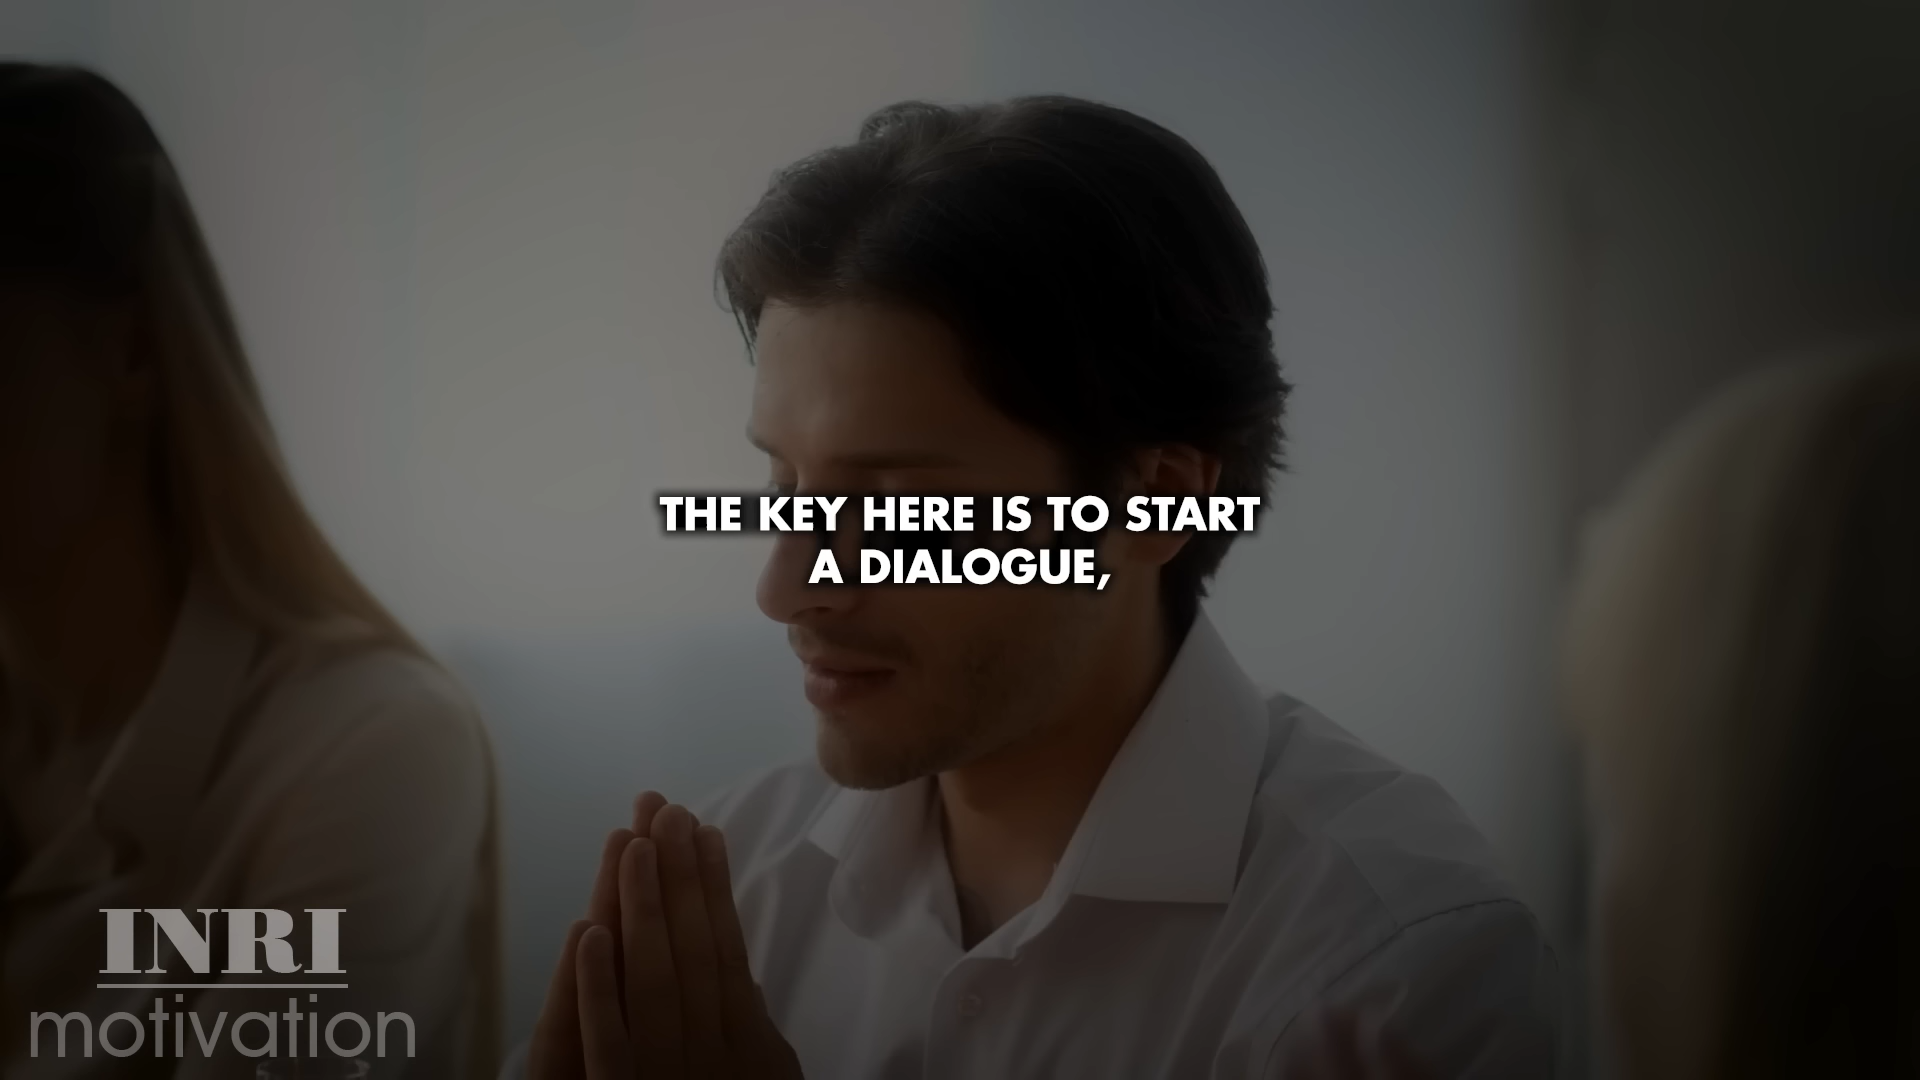 THE KEY HERE IS TO START
A DIALOGUE,
INRI
motivation